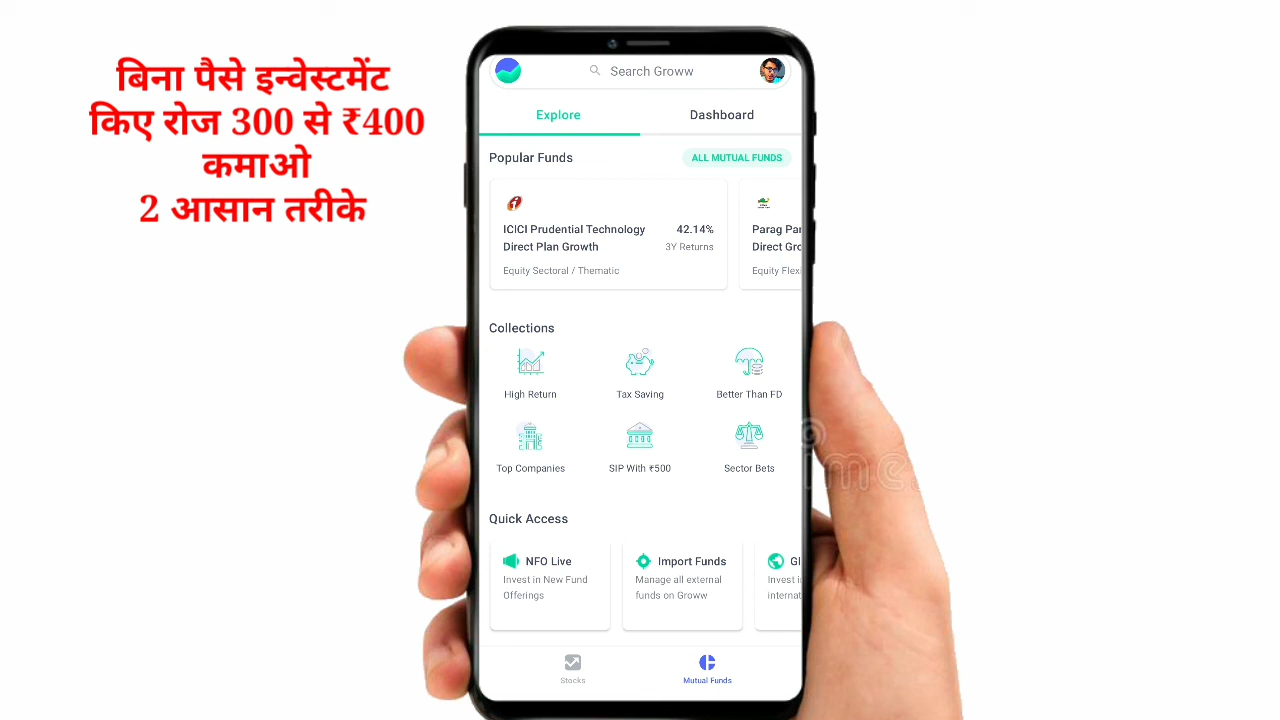 बिना पैसे इन्वेस्टमेंट
किए रोज 300 से ₹400
कमाओ
2 आसान तरीके
Search Groww
Explore
Dashboard
Popular Funds
ALL MUTUAL FUNDS
ICICI Prudential Technology
Direct Plan Growth
42.14%
3Y Returns
Equity Sectoral / Thematic
Parag
Direct
Equity
Collections
High Return
Tax Saving
Better Than FD
Top Companies
SIP With ₹500
Sector Bets
Quick Access
NFO Live
Invest in New Fund
Offerings
Import Funds
Manage all external
funds on Groww
Stocks
Mutual Funds